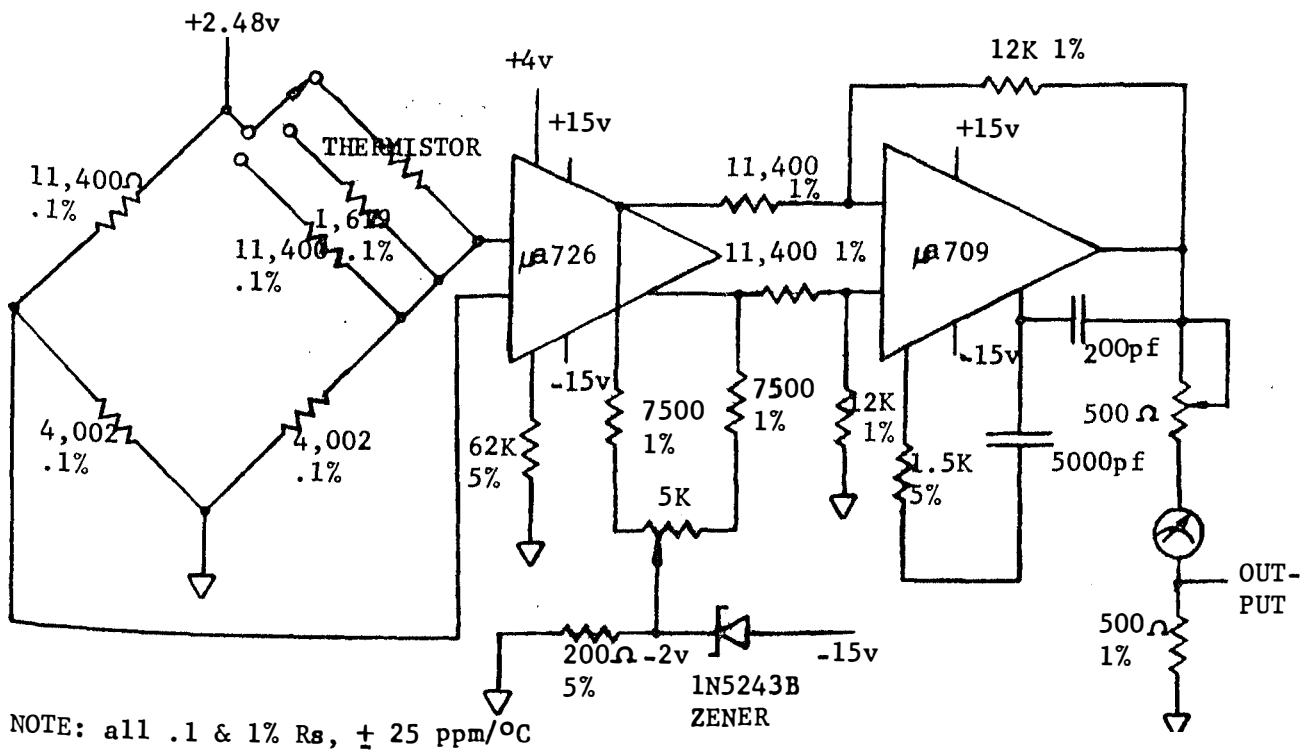 +2.48v
+4v
12K 1%
+15v
+15v
THERMISTOR
11,400Ω
.1%
11,400
1%
1,619
.1%
11,400
.1%
µa726
11,400 1%
µa709
-15v
-15v
200pf
4,002
.1%
4,002
.1%
62K
5%
7500
1%
7500
1%
12K
1%
500 Ω
1.5K
5%
5000pf
5K
OUT-
PUT
200Ω
5%
-2v
-15v
1N5243B
ZENER
500Ω
1%
NOTE: all .1 & 1% Rs, ± 25 ppm/°C